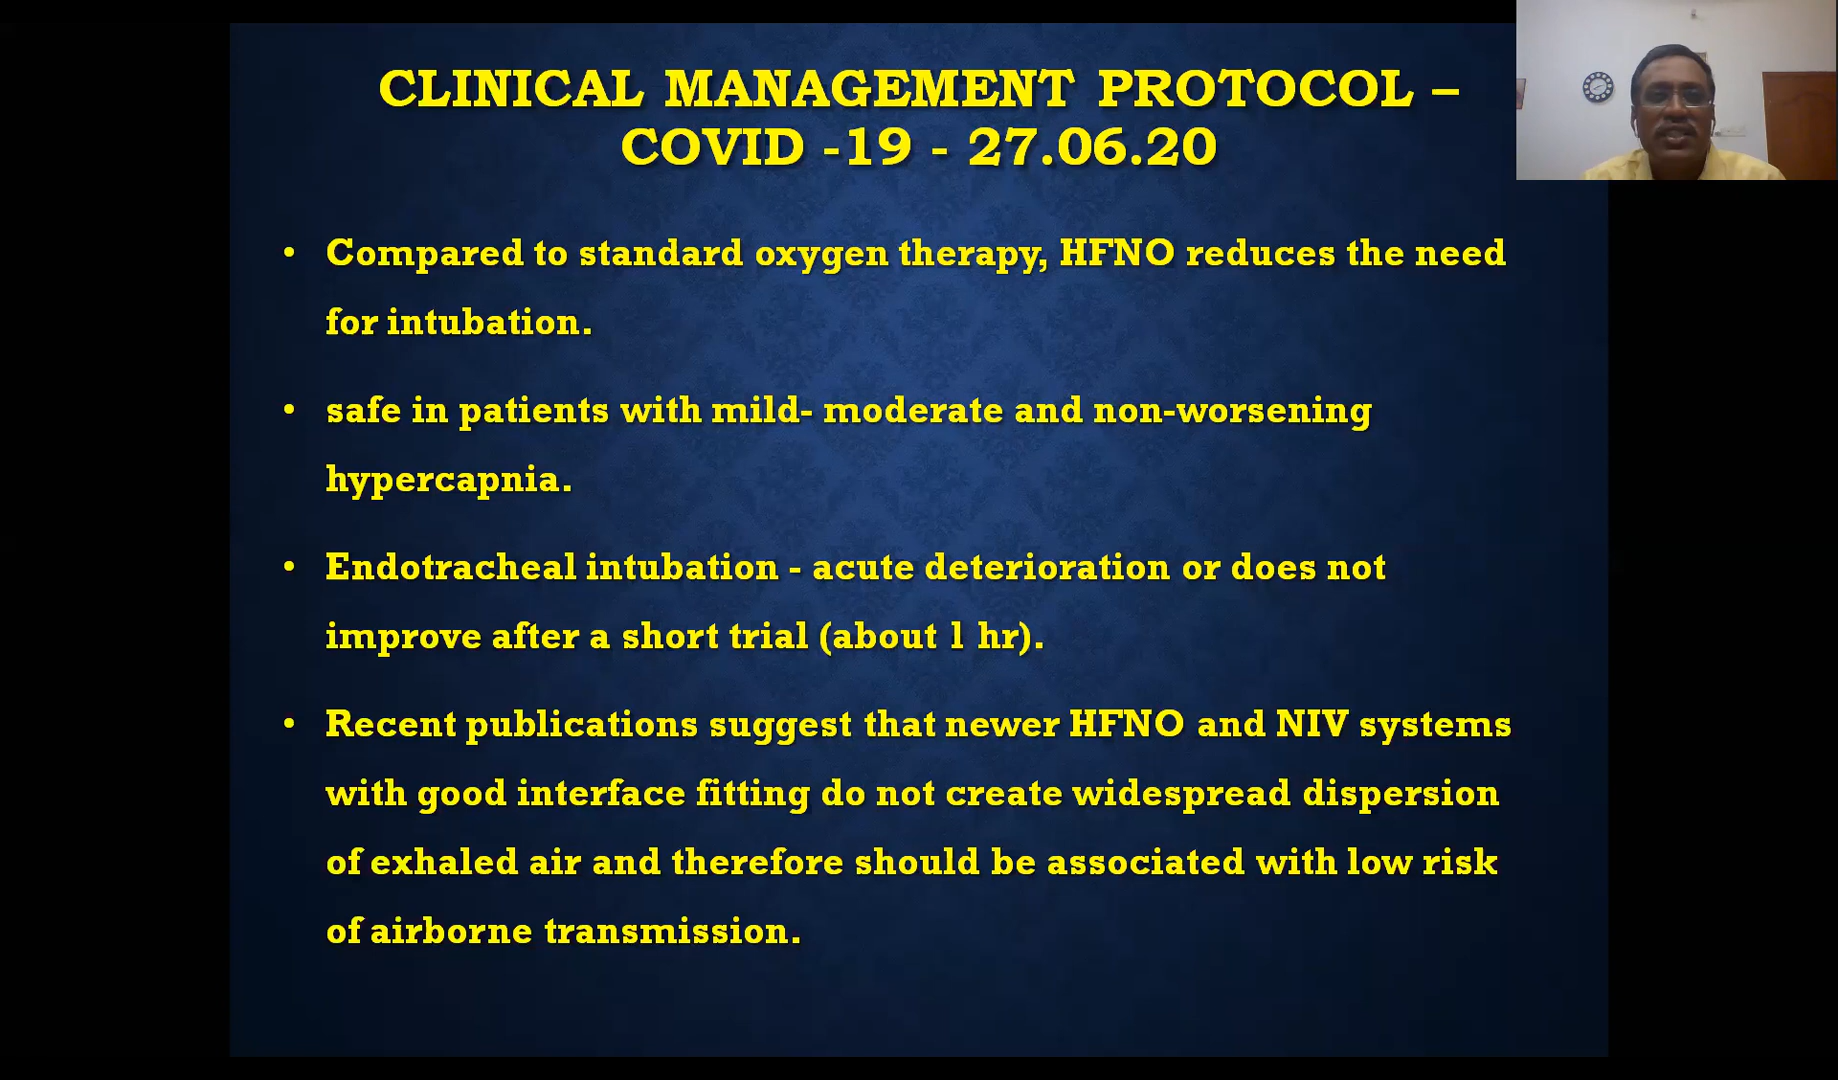 CLINICAL MANAGEMENT PROTOCOL –
COVID -19 - 27.06.20
• Compared to standard oxygen therapy, HFNO reduces the need
for intubation.
• safe in patients with mild- moderate and non-worsening
hypercapnia.
• Endotracheal intubation - acute deterioration or does not
improve after a short trial (about 1 hr).
• Recent publications suggest that newer HFNO and NIV systems
with good interface fitting do not create widespread dispersion
of exhaled air and therefore should be associated with low risk
of airborne transmission.